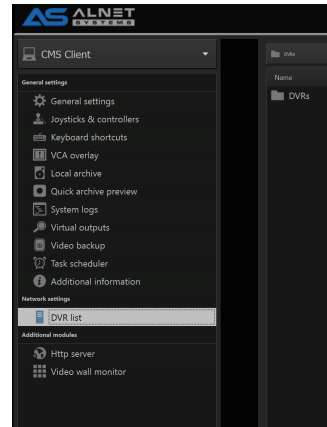 AS ALNET
SYSTEMS
CMS Client
General settings
General settings
Joysticks & controllers
Keyboard shortcuts
VCA overlay
Local archive
Quick archive preview
System logs
Virtual outputs
Video backup
Task scheduler
Additional information
Network settings
DVR list
Additional modules
Http server
Video wall monitor
DVRs
Name
DVRs